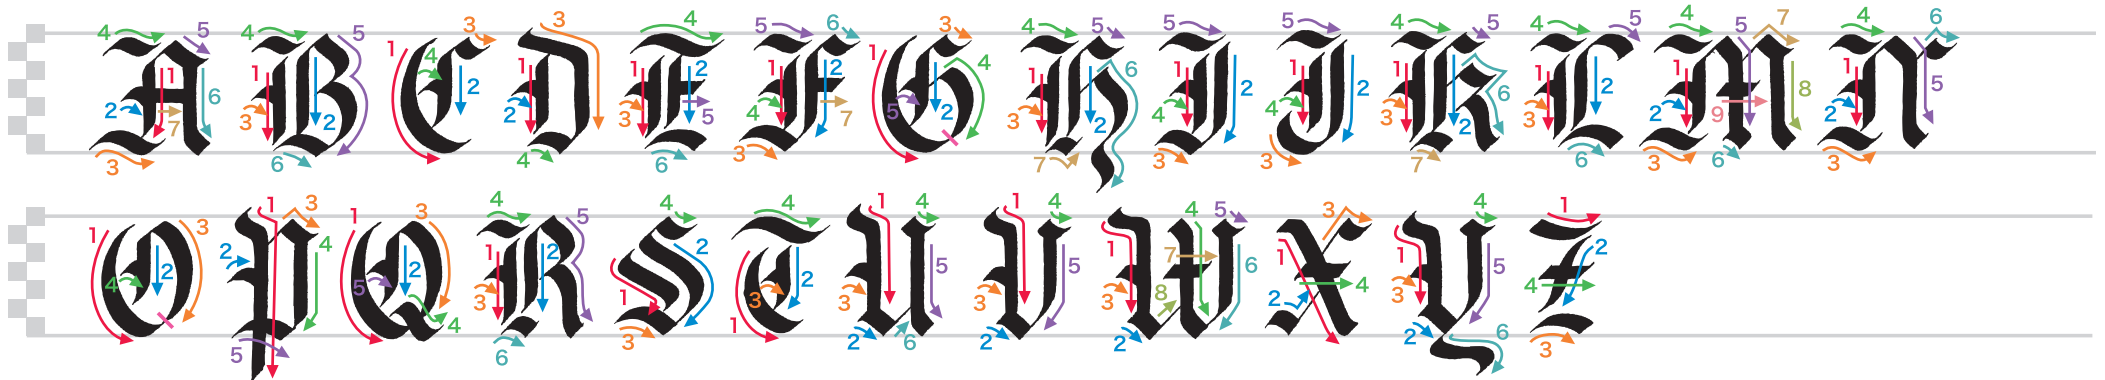 A B C D E F G H I J K L M N
O P Q R S T U V W X Y Z